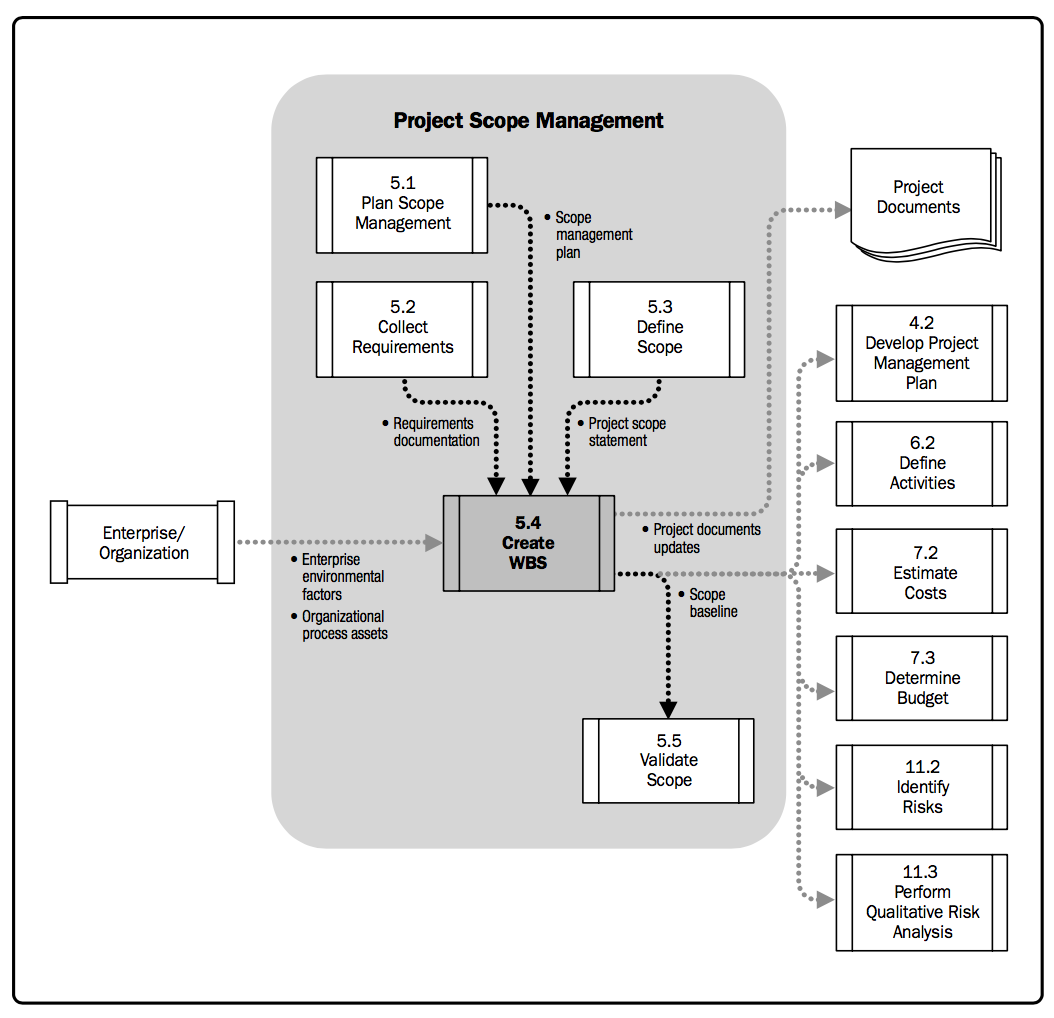 Project Scope Management
5.1
Plan Scope
Management
• Scope
management
plan
Project
Documents
5.2
Collect
Requirements
5.3
Define
Scope
4.2
Develop Project
Management
Plan
• Requirements
documentation
• Project scope
statement
6.2
Define
Activities
Enterprise/
Organization
• Enterprise
environmental
factors
• Organizational
process assets
5.4
Create
WBS
• Project documents
updates
• Scope
baseline
7.2
Estimate
Costs
7.3
Determine
Budget
5.5
Validate
Scope
11.2
Identify
Risks
11.3
Perform
Qualitative Risk
Analysis